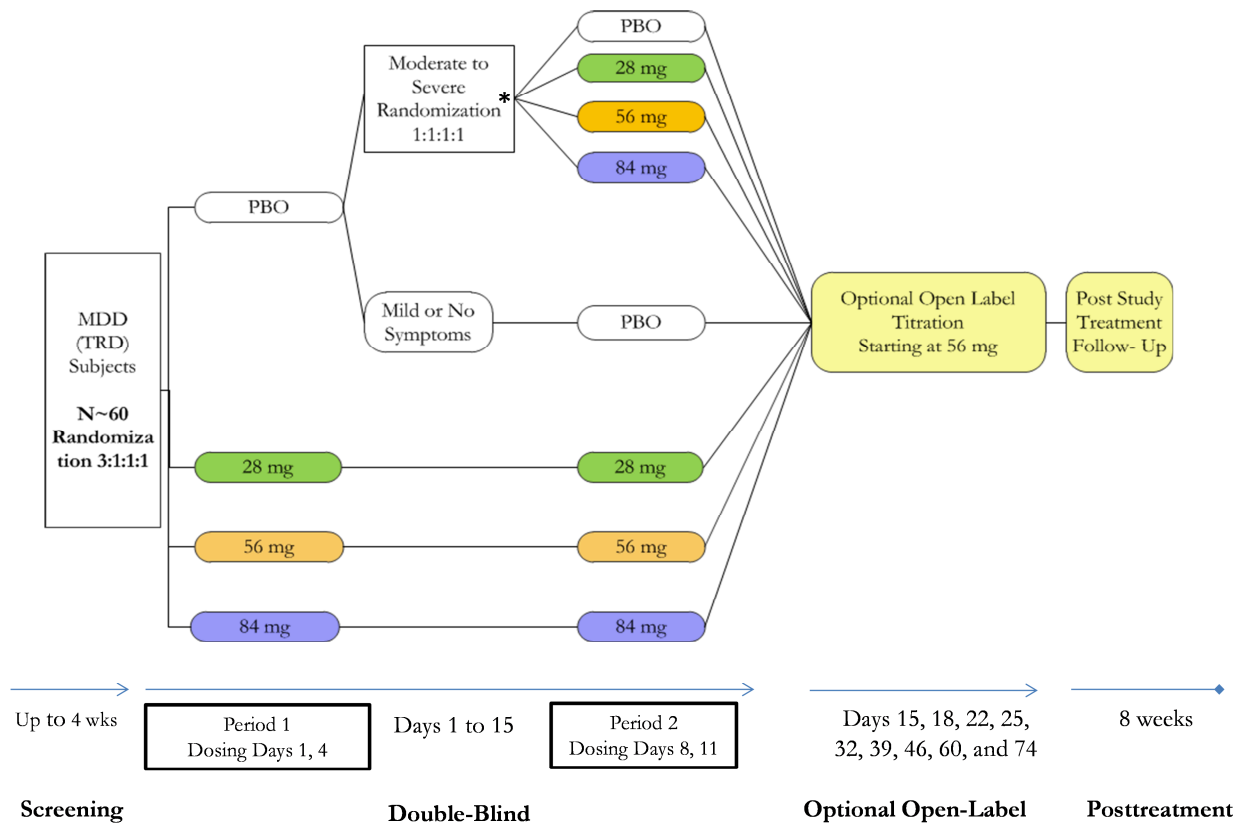 PBO
Moderate to
Severe
Randomization *
1:1:1:1
28 mg
56 mg
84 mg
PBO
MDD
(TRD)
Subjects
N~60
Randomiza
tion 3:1:1:1
Mild or No
Symptoms
PBO
Optional Open Label
Titration
Starting at 56 mg
Post Study
Treatment
Follow- Up
28 mg
28 mg
56 mg
56 mg
84 mg
84 mg
Up to 4 wks
Period 1
Dosing Days 1, 4
Days 1 to 15
Period 2
Dosing Days 8, 11
Days 15, 18, 22, 25,
32, 39, 46, 60, and 74
8 weeks
Screening
Double-Blind
Optional Open-Label
Posttreatment